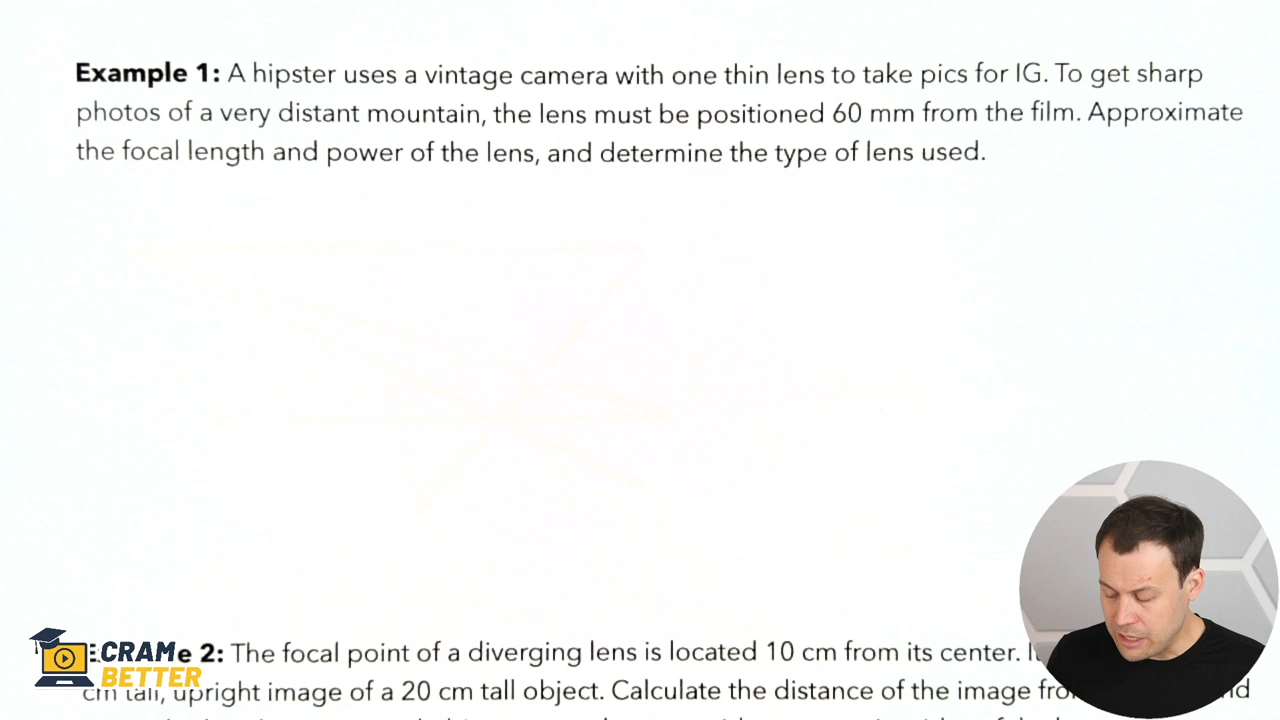 Example 1: A hipster uses a vintage camera with one thin lens to take pics for IG. To get sharp
photos of a very distant mountain, the lens must be positioned 60 mm from the film. Approximate
the focal length and power of the lens, and determine the type of lens used.
e 2: The focal point of a diverging lens is located 10 cm from its center.
cm tall, upright image of a 20 cm tall object. Calculate the distance of the image
CRAM
BETTER